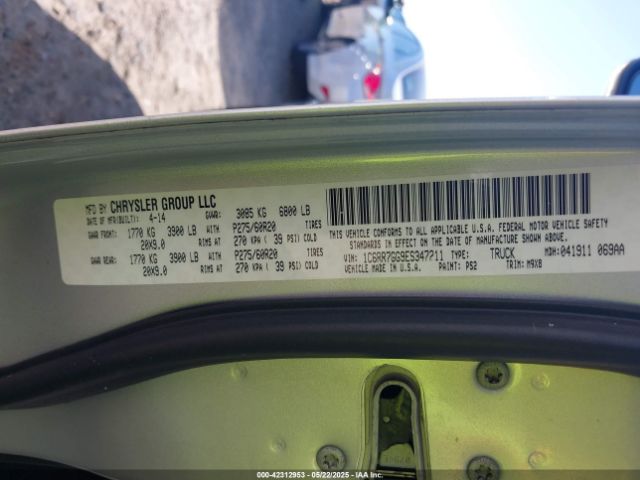 MFD BY CHRYSLER GROUP LLC
DATE OF MFR(BUILT): 4-14 GVWR: 3085 KG 6800 LB
GAWR FRONT: 1770 KG 3900 LB P275/60R20 TIRES
20X9.0 RIMS AT 270 KPA ( 39 PSI) COLD
GAWR REAR: 1770 KG 3900 LB P275/60R20 TIRES
20X9.0 RIMS AT 270 KPA ( 39 PSI) COLD
THIS VEHICLE CONFORMS TO ALL APPLICABLE U.S.A. FEDERAL MOTOR VEHICLE SAFETY
STANDARDS IN EFFECT ON THE DATE OF MANUFACTURE SHOWN ABOVE.
VIN: 1C6RR7GG9ES347711 TYPE: TRUCK MDH: 041911 069AA
VEHICLE MADE IN U.S.A. PAINT: PS2 TRIM: M9X8
000-42312953 | 05/22/2025 | © COPYRIGHT IAA, LLC